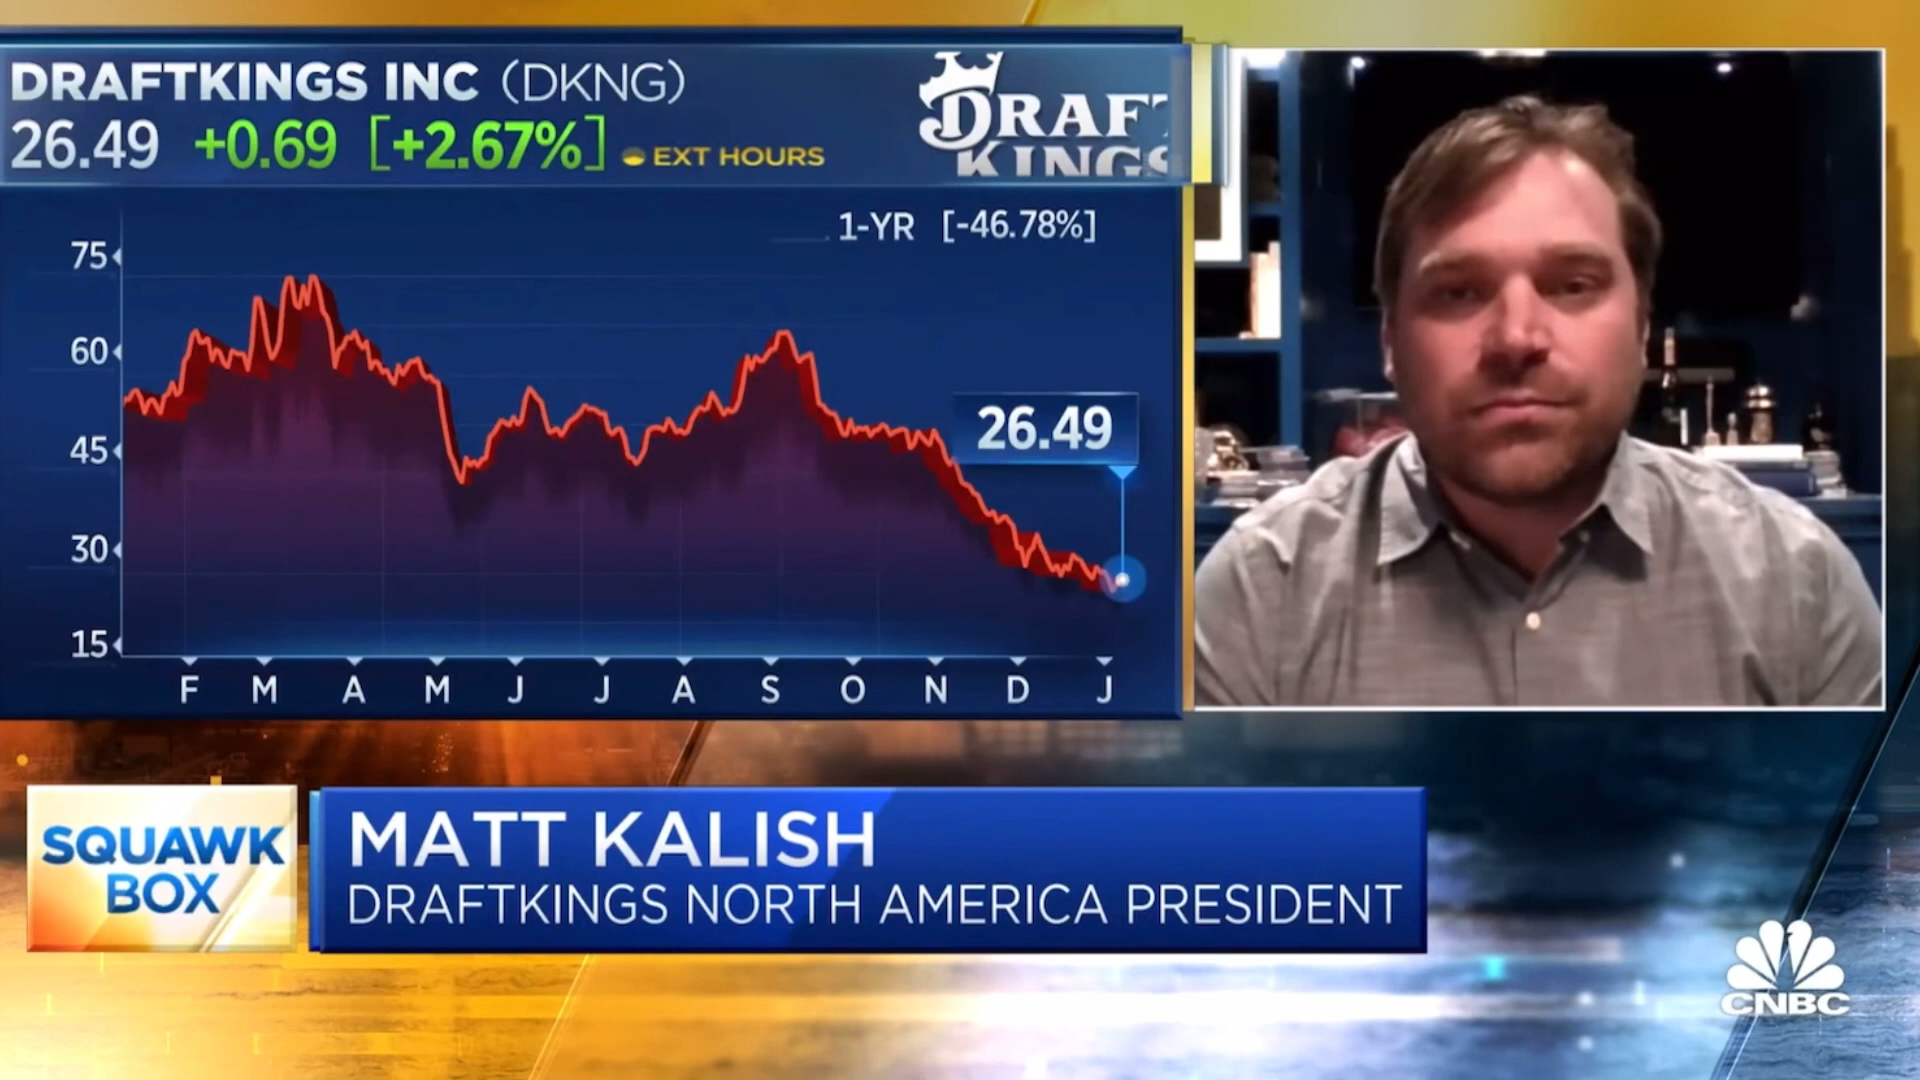 DRAFTKINGS INC (DKNG)
26.49 +0.69 [+2.67%] EXT HOURS
DRAFT
KINGS
1-YR [-46.78%]
75
60
45
30
15
26.49
F M A M J J A S O N D J
SQUAWK
BOX
MATT KALISH
DRAFTKINGS NORTH AMERICA PRESIDENT
CNBC